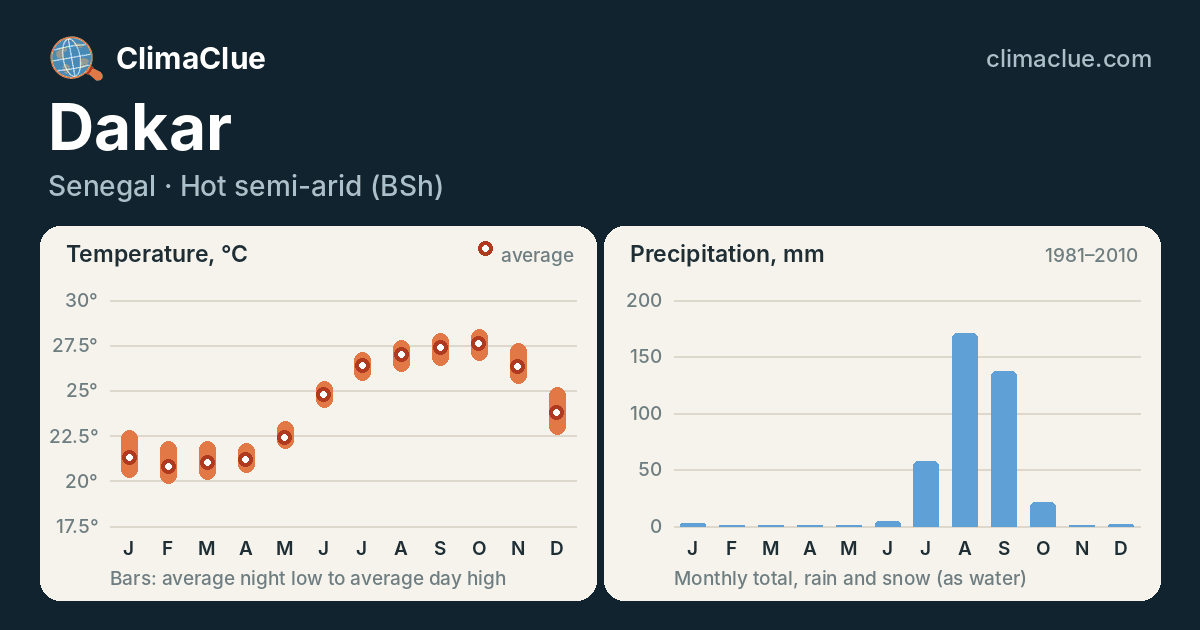 ClimaClue
climaclue.com
Dakar
Senegal · Hot semi-arid (BSh)
Temperature, °C
average
30°
27.5°
25°
22.5°
20°
17.5°
J F M A M J J A S O N D
Bars: average night low to average day high
Precipitation, mm
1981–2010
200
150
100
50
0
J F M A M J J A S O N D
Monthly total, rain and snow (as water)